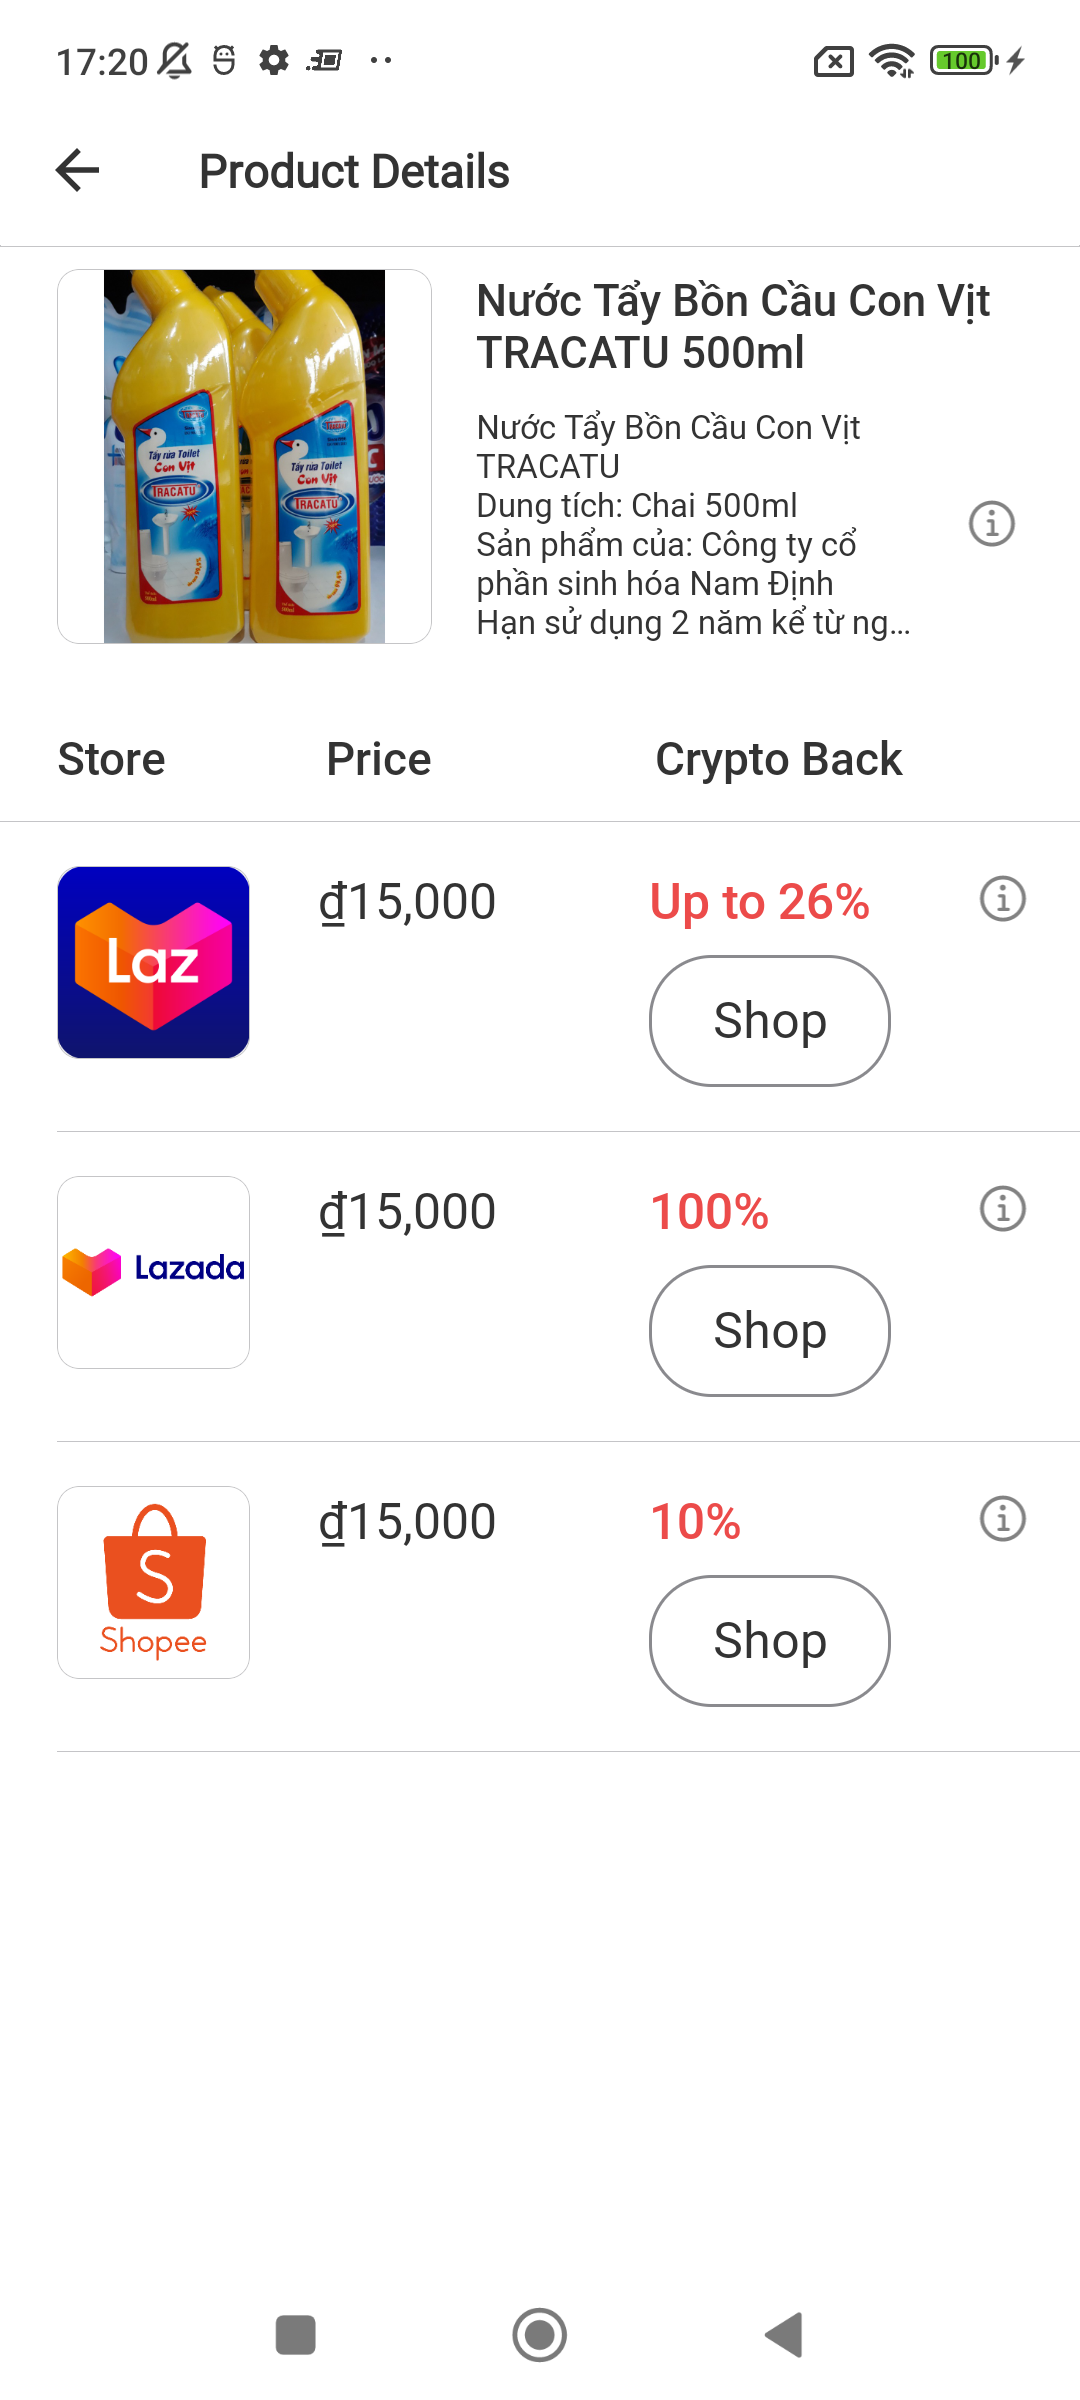 17:20
100
Product Details
Nước Tẩy Bồn Cầu Con Vịt
TRACATU 500ml
Nước Tẩy Bồn Cầu Con Vịt
TRACATU
Dung tích: Chai 500ml
Sản phẩm của: Công ty cổ
phần sinh hóa Nam Định
Hạn sử dụng 2 năm kể từ ng...
Tẩy rửa Toilet
Con Vịt
TRACATU
Tẩy rửa Toilet
Con Vịt
TRACATU
Store Price Crypto Back
Laz
₫15,000
Up to 26%
Shop
Lazada
₫15,000
100%
Shop
Shopee
₫15,000
10%
Shop